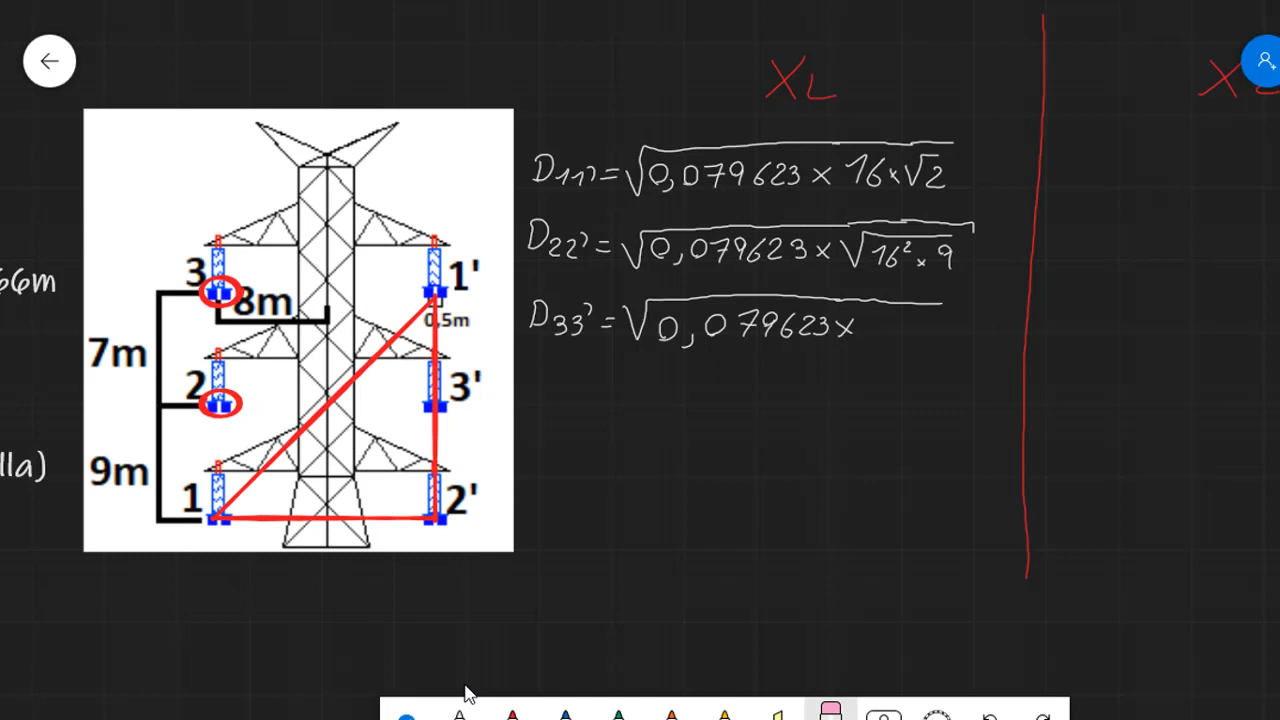 XL
X
66m
lla)
3
1'
8m
0,5m
7m
2
3'
9m
1
2'
D11' = √0,079623 × 16×√2
D22' = √0,079623 × √16² × 9
D33' = √0,079623×